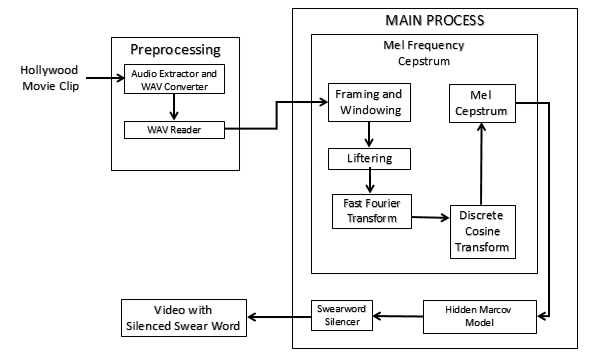 MAIN PROCESS
Preprocessing
Mel Frequency
Cepstrum
Hollywood
Movie Clip
Audio Extractor and
WAV Converter
WAV Reader
Framing and
Windowing
Mel
Cepstrum
Liftering
Fast Fourier
Transform
Discrete
Cosine
Transform
Video with
Silenced Swear Word
Swearword
Silencer
Hidden Marcov
Model